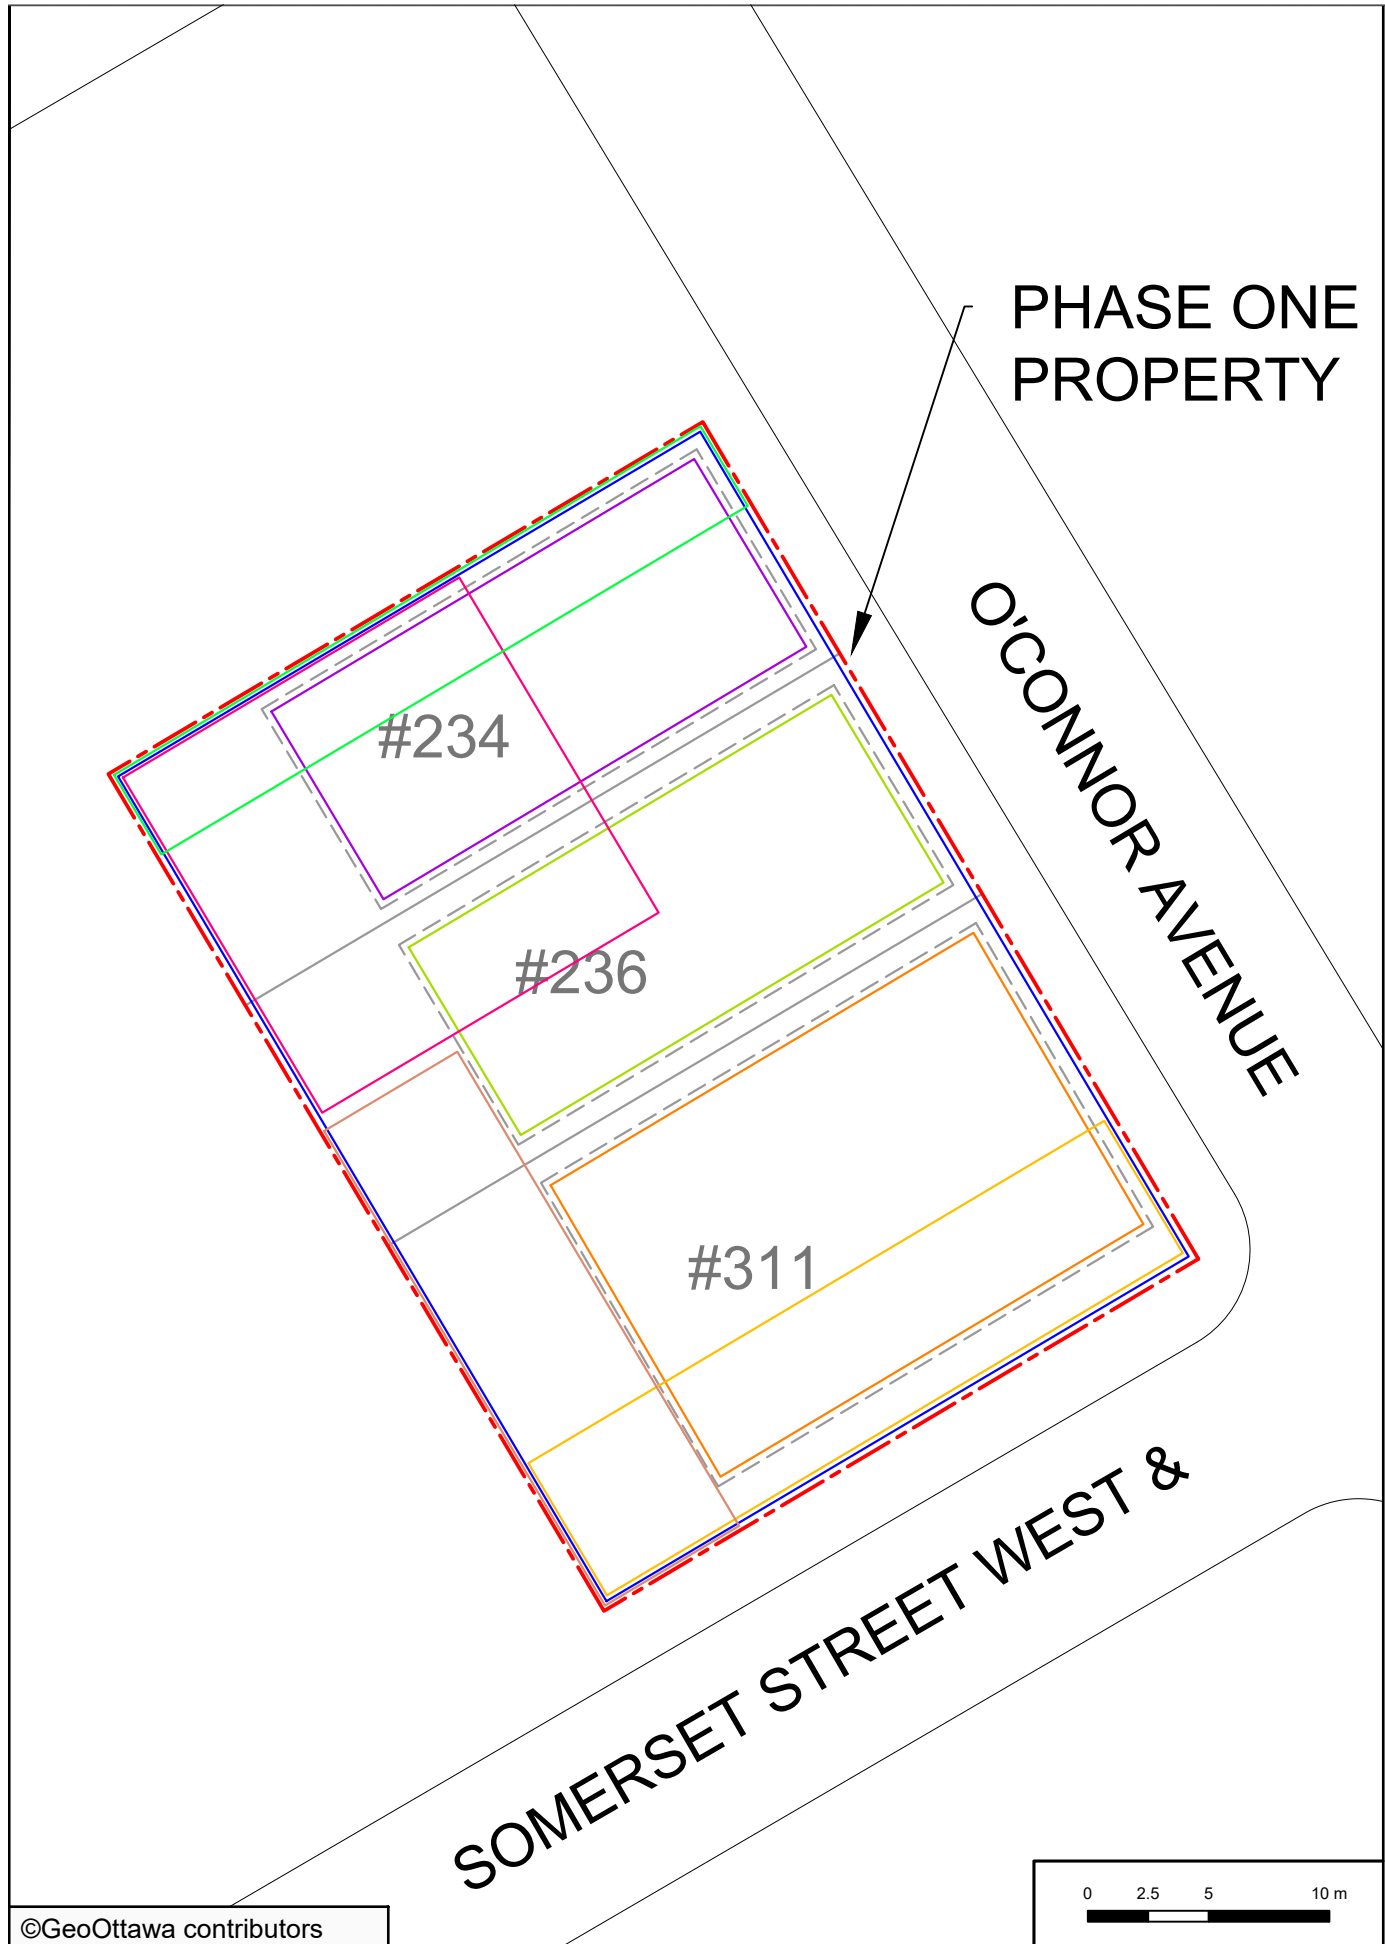 PHASE ONE
PROPERTY
O'CONNOR AVENUE
#234
#236
#311
SOMERSET STREET WEST &
0 2.5 5 10 m
©GeoOttawa contributors